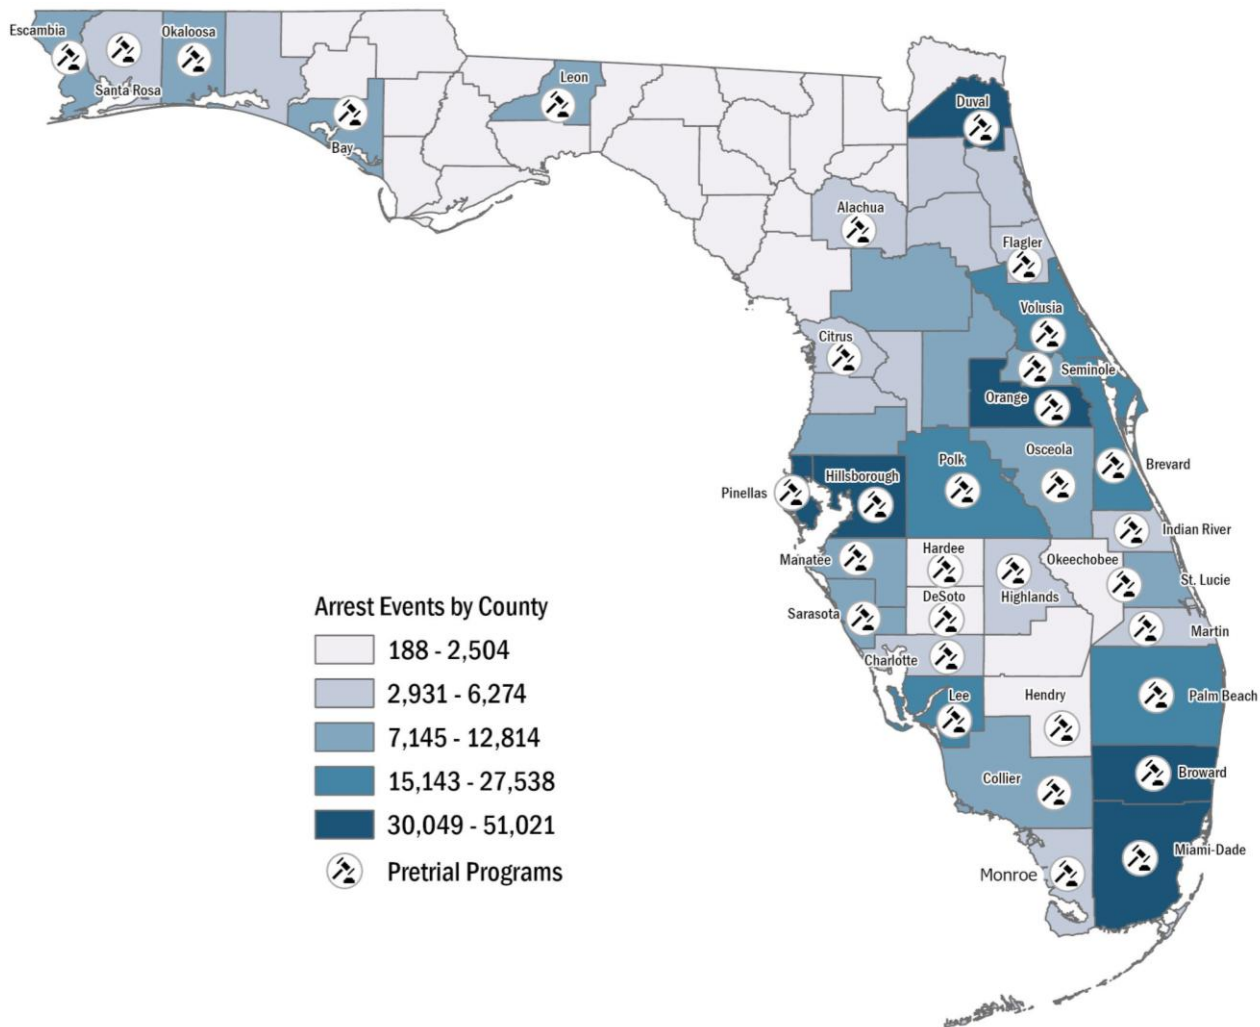 Escambia
Okaloosa
Santa Rosa
Bay
Leon
Duval
Alachua
Flagler
Volusia
Citrus
Seminole
Orange
Osceola
Polk
Brevard
Hillsborough
Pinellas
Indian River
Hardee
Okeechobee
Manatee
St. Lucie
DeSoto
Highlands
Sarasota
Martin
Charlotte
Hendry
Lee
Palm Beach
Collier
Broward
Miami-Dade
Monroe
Arrest Events by County
188 - 2,504
2,931 - 6,274
7,145 - 12,814
15,143 - 27,538
30,049 - 51,021
Pretrial Programs